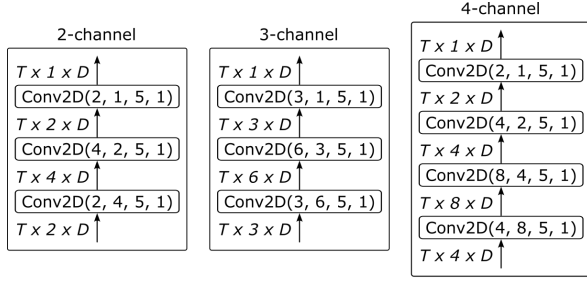 2-channel
T x 1 x D
Conv2D(2, 1, 5, 1)
T x 2 x D
Conv2D(4, 2, 5, 1)
T x 4 x D
Conv2D(2, 4, 5, 1)
T x 2 x D
3-channel
T x 1 x D
Conv2D(3, 1, 5, 1)
T x 3 x D
Conv2D(6, 3, 5, 1)
T x 6 x D
Conv2D(3, 6, 5, 1)
T x 3 x D
4-channel
T x 1 x D
Conv2D(2, 1, 5, 1)
T x 2 x D
Conv2D(4, 2, 5, 1)
T x 4 x D
Conv2D(8, 4, 5, 1)
T x 8 x D
Conv2D(4, 8, 5, 1)
T x 4 x D